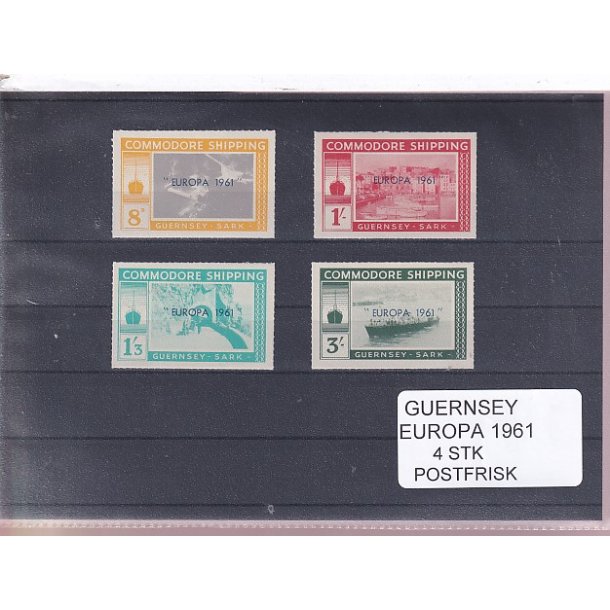 COMMODORE SHIPPING
"EUROPA 1961"
8D
GUERNSEY - SARK -
COMMODORE SHIPPING
"EUROPA 1961"
1/-
GUERNSEY - SARK -
COMMODORE SHIPPING
"EUROPA 1961"
1/3
GUERNSEY - SARK -
COMMODORE SHIPPING
"EUROPA 1961"
3/-
GUERNSEY - SARK -
GUERNSEY
EUROPA 1961
4 STK
POSTFRISK